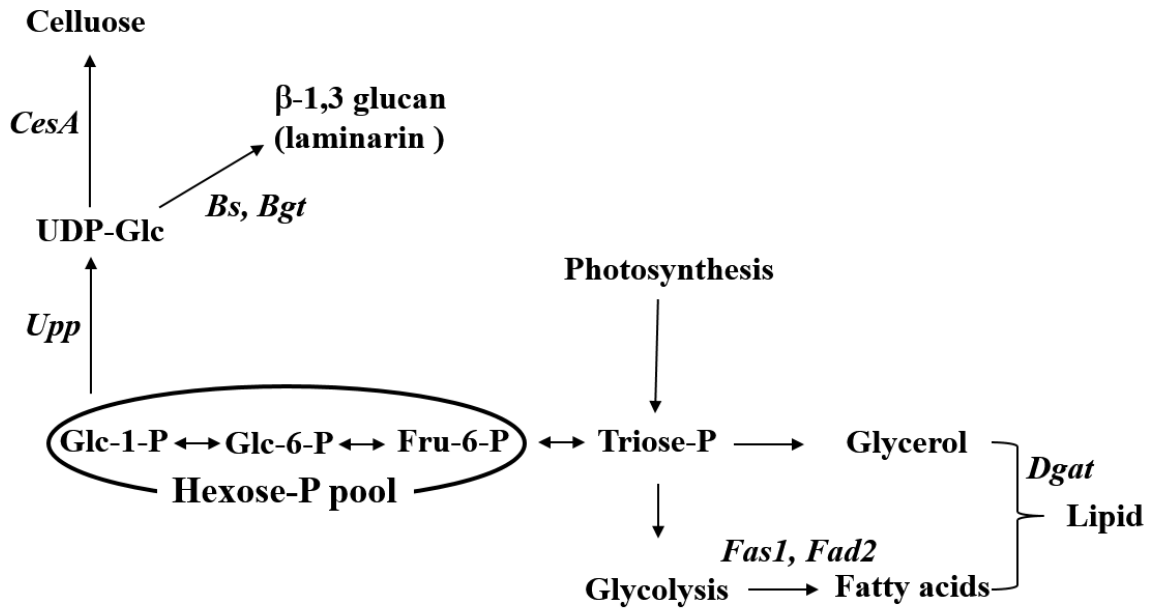 Celluose
CesA
β-1,3 glucan
(laminarin )
Bs, Bgt
UDP-Glc
Photosynthesis
Upp
Glc-1-P
Glc-6-P
Fru-6-P
Triose-P
Glycerol
Hexose-P pool
Dgat
Lipid
Fas1, Fad2
Glycolysis
Fatty acids